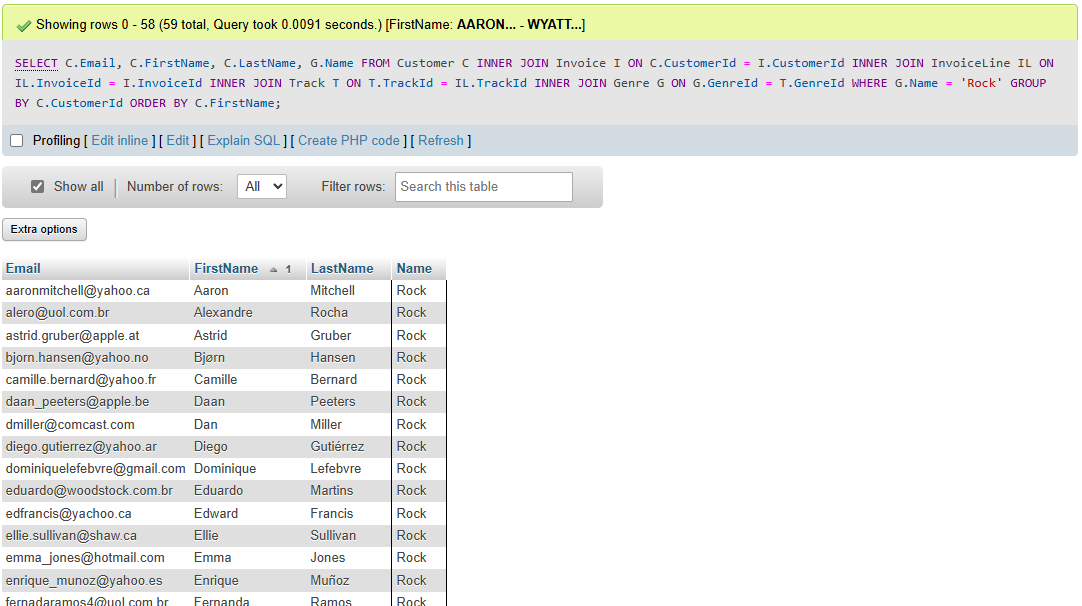 Showing rows 0 - 58 (59 total, Query took 0.0091 seconds.) [FirstName: AARON... - WYATT...]
SELECT C.Email, C.FirstName, C.LastName, G.Name FROM Customer C INNER JOIN Invoice I ON C.CustomerId = I.CustomerId INNER JOIN InvoiceLine IL ON
IL.InvoiceId = I.InvoiceId INNER JOIN Track T ON T.TrackId = IL.TrackId INNER JOIN Genre G ON G.GenreId = T.GenreId WHERE G.Name = 'Rock' GROUP
BY C.CustomerId ORDER BY C.FirstName;
Profiling [ Edit inline ] [ Edit ] [ Explain SQL ] [ Create PHP code ] [ Refresh ]
Show all Number of rows: All Filter rows: Search this table
Extra options
Email FirstName 1 LastName Name
aaronmitchell@yahoo.ca Aaron Mitchell Rock
alero@uol.com.br Alexandre Rocha Rock
astrid.gruber@apple.at Astrid Gruber Rock
bjorn.hansen@yahoo.no Bjørn Hansen Rock
camille.bernard@yahoo.fr Camille Bernard Rock
daan_peeters@apple.be Daan Peeters Rock
dmiller@comcast.com Dan Miller Rock
diego.gutierrez@yahoo.ar Diego Gutiérrez Rock
dominiquelefebvre@gmail.com Dominique Lefebvre Rock
eduardo@woodstock.com.br Eduardo Martins Rock
edfrancis@yachoo.ca Edward Francis Rock
ellie.sullivan@shaw.ca Ellie Sullivan Rock
emma_jones@hotmail.com Emma Jones Rock
enrique_munoz@yahoo.es Enrique Muñoz Rock
fernadaramos4@uol.com.br Fernanda Ramos Rock